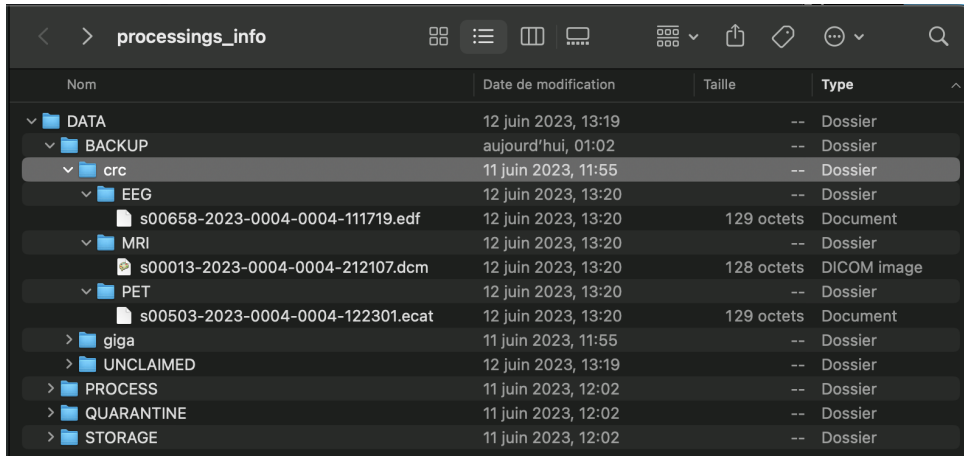 processings_info
Nom Date de modification Taille Type
DATA 12 juin 2023, 13:19 -- Dossier
BACKUP aujourd'hui, 01:02 -- Dossier
crc 11 juin 2023, 11:55 -- Dossier
EEG 12 juin 2023, 13:20 -- Dossier
s00658-2023-0004-0004-111719.edf 12 juin 2023, 13:20 129 octets Document
MRI 12 juin 2023, 13:20 -- Dossier
s00013-2023-0004-0004-212107.dcm 12 juin 2023, 13:20 128 octets DICOM image
PET 12 juin 2023, 13:20 -- Dossier
s00503-2023-0004-0004-122301.ecat 12 juin 2023, 13:20 129 octets Document
giga 11 juin 2023, 11:55 -- Dossier
UNCLAIMED 12 juin 2023, 13:19 -- Dossier
PROCESS 11 juin 2023, 12:02 -- Dossier
QUARANTINE 11 juin 2023, 12:02 -- Dossier
STORAGE 11 juin 2023, 12:02 -- Dossier